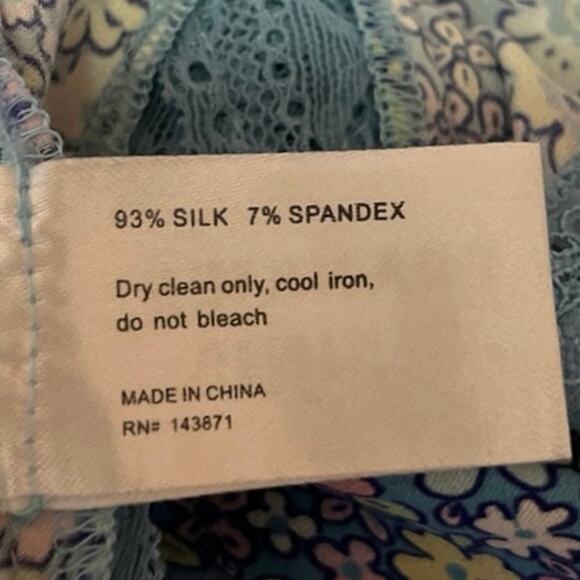 93% SILK 7% SPANDEX
Dry clean only, cool iron,
do not bleach
MADE IN CHINA
RN# 143871